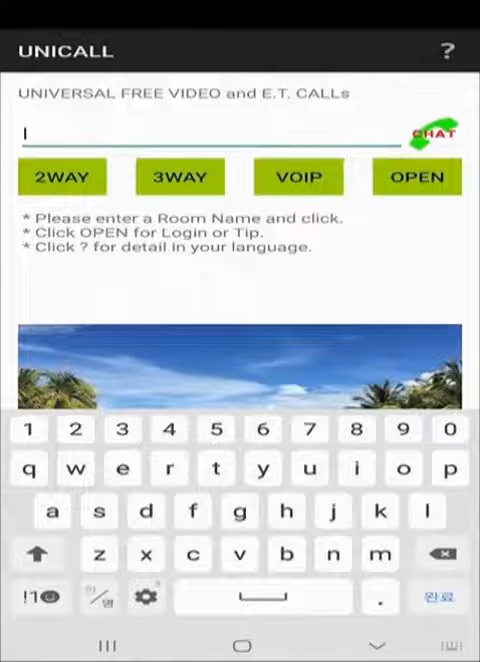 UNICALL ?
UNIVERSAL FREE VIDEO and E.T. CALLs
CHAT
2WAY 3WAY VOIP OPEN
* Please enter a Room Name and click.
* Click OPEN for Login or Tip.
* Click ? for detail in your language.
1 2 3 4 5 6 7 8 9 0
q w e r t y u i o p
a s d f g h j k l
z x c v b n m
!1☺ 한/영 . 완료